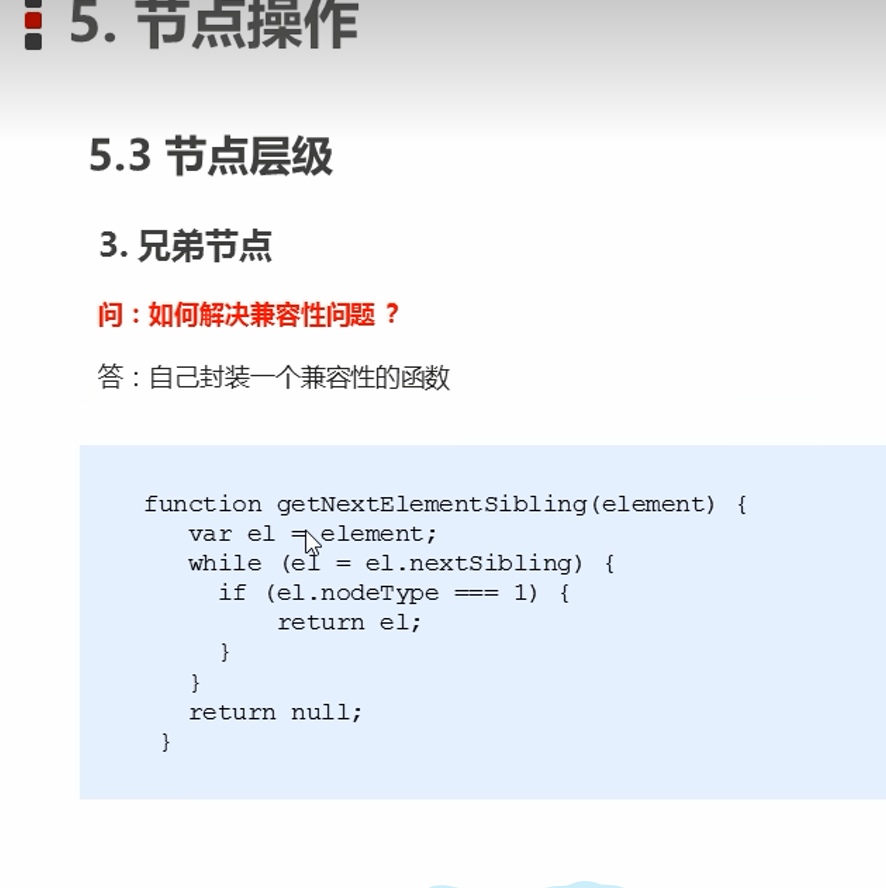 5. 节点操作
5.3 节点层级
3. 兄弟节点
问：如何解决兼容性问题 ？
答：自己封装一个兼容性的函数
function getNextElementSibling(element) {
var el = element;
while (el = el.nextSibling) {
if (el.nodeType === 1) {
return el;
}
}
return null;
}